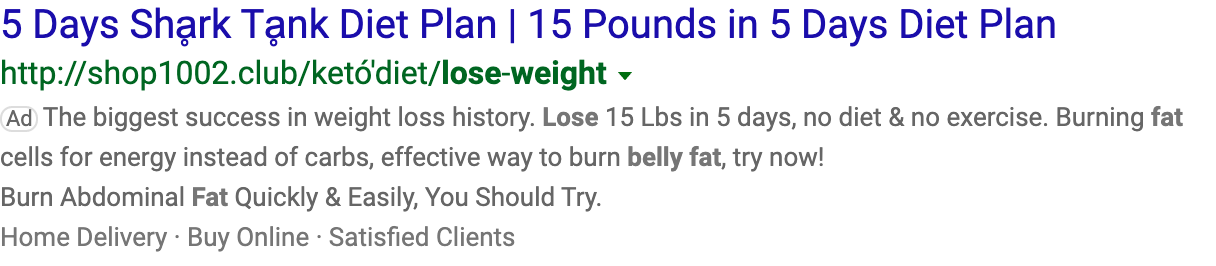 5 Days Shḁrk Tḁnk Diet Plan | 15 Pounds in 5 Days Diet Plan
http://shop1002.club/ketó'diet/lose-weight
Ad The biggest success in weight loss history. Lose 15 Lbs in 5 days, no diet & no exercise. Burning fat
cells for energy instead of carbs, effective way to burn belly fat, try now!
Burn Abdominal Fat Quickly & Easily, You Should Try.
Home Delivery · Buy Online · Satisfied Clients